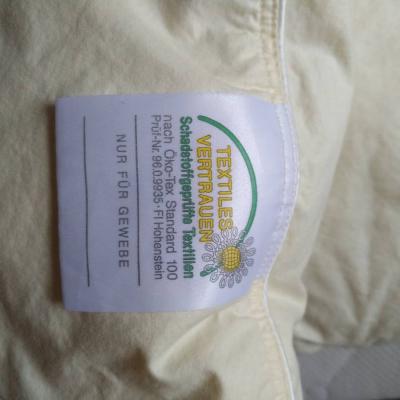 TEXTILES
VERTRAUEN
Schadstoffgeprüfte Textilien
nach Öko-Tex Standard 100
Prüf-Nr. 96.0.9935 · FI Hohenstein
NUR FÜR GEWEBE